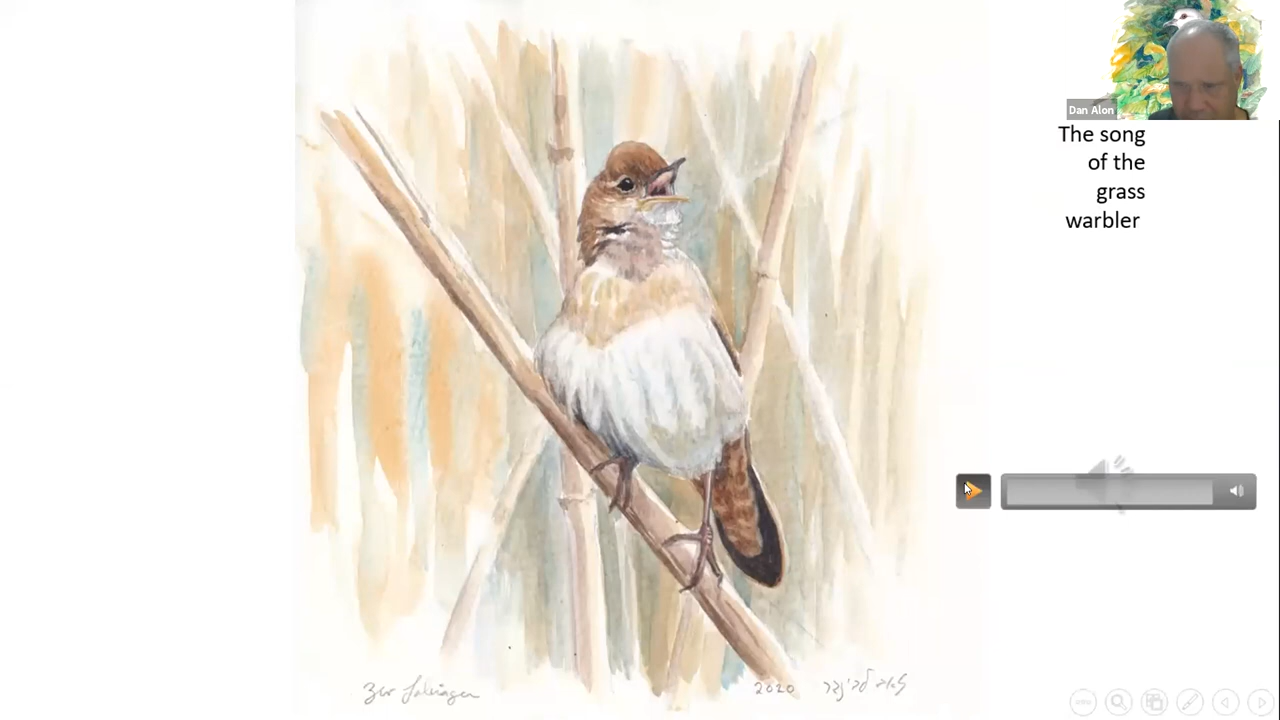 Dan Alon
The song
of the
grass
warbler
2020